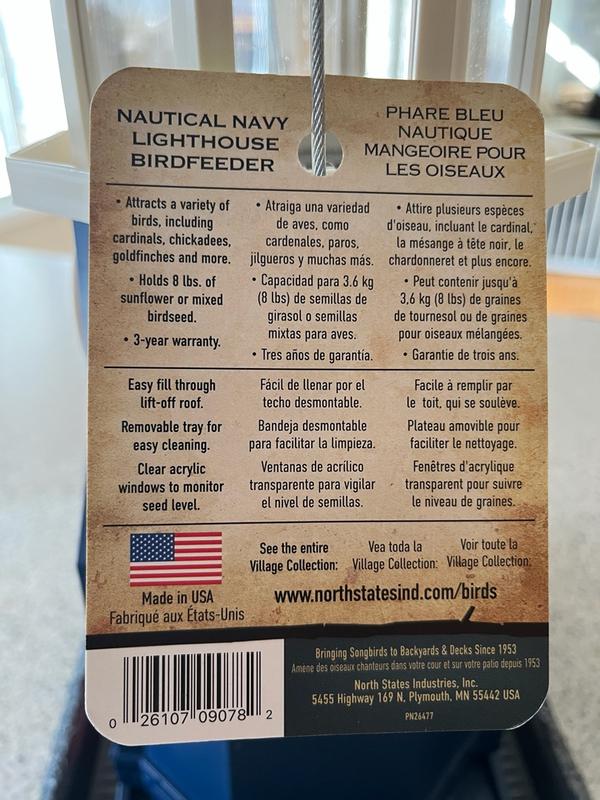 NAUTICAL NAVY
LIGHTHOUSE
BIRDFEEDER
PHARE BLEU
NAUTIQUE
MANGEOIRE POUR
LES OISEAUX
• Attracts a variety of
birds, including
cardinals, chickadees,
goldfinches and more.
• Holds 8 lbs. of
sunflower or mixed
birdseed.
• 3-year warranty.
• Atraiga una variedad
de aves, como
cardenales, paros,
jilgueros y muchas más.
• Capacidad para 3.6 kg
(8 lbs) de semillas de
girasol o semillas
mixtas para aves.
• Tres años de garantía.
• Attire plusieurs espèces
d'oiseau, incluant le cardinal,
la mésange à tête noir, le
chardonneret et plus encore.
• Peut contenir jusqu'à
3,6 kg (8 lbs) de graines
de tournesol ou de graines
pour oiseaux mélangées.
• Garantie de trois ans.
Easy fill through
lift-off roof.
Removable tray for
easy cleaning.
Clear acrylic
windows to monitor
seed level.
Fácil de llenar por el
techo desmontable.
Bandeja desmontable
para facilitar la limpieza.
Ventanas de acrílico
transparente para vigilar
el nivel de semillas.
Facile à remplir par
le toit, qui se soulève.
Plateau amovible pour
faciliter le nettoyage.
Fenêtres d'acrylique
transparent pour suivre
le niveau de graines.
Made in USA
Fabriqué aux États-Unis
See the entire
Village Collection:
Vea toda la
Village Collection:
Voir toute la
Village Collection:
www.northstatesind.com/birds
0 26107 09078 2
Bringing Songbirds to Backyards & Decks Since 1953
Amène des oiseaux chanteurs dans votre cour et sur votre patio depuis 1953
North States Industries, Inc.
5455 Highway 169 N, Plymouth, MN 55442 USA
PN26477